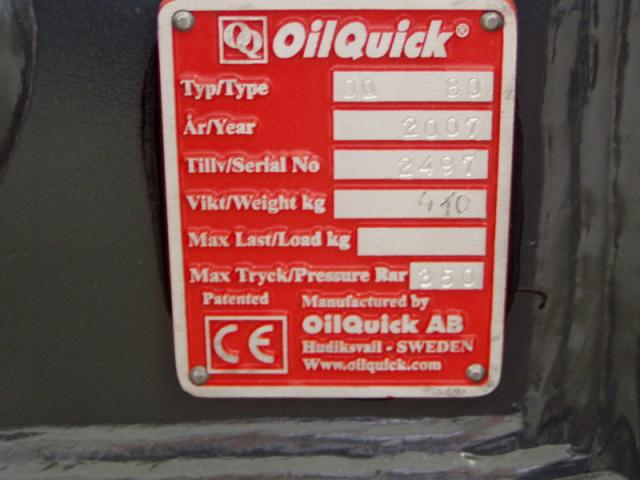 OQ OilQuick®
Typ/Type OQ 80
År/Year 2007
Tillv/Serial No 2497
Vikt/Weight kg 410
Max Last/Load kg
Max Tryck/Pressure Bar 350
Patented Manufactured by
CE OilQuick AB
Hudiksvall - SWEDEN
Www.oilquick.com